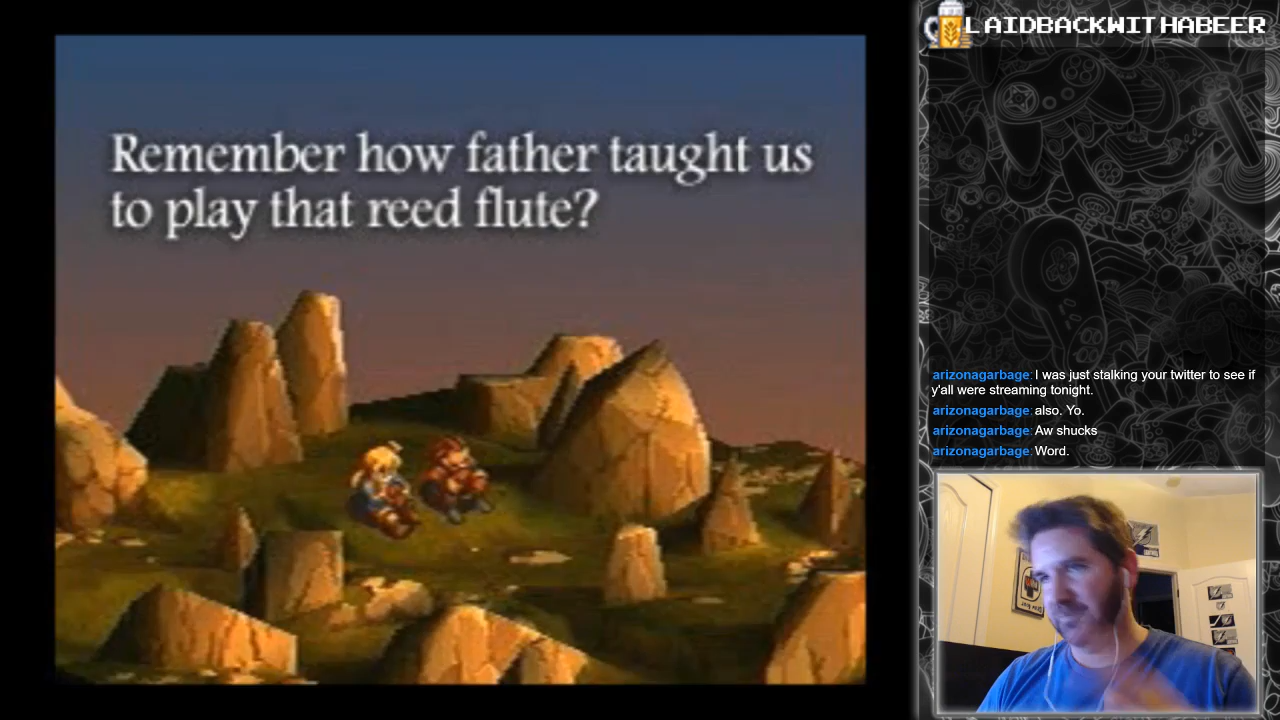 LAIDBACKWITHABEER
Remember how father taught us
to play that reed flute?
arizonagarbage: I was just stalking your twitter to see if
y'all were streaming tonight.
arizonagarbage: also. Yo.
arizonagarbage: Aw shucks
arizonagarbage: Word.